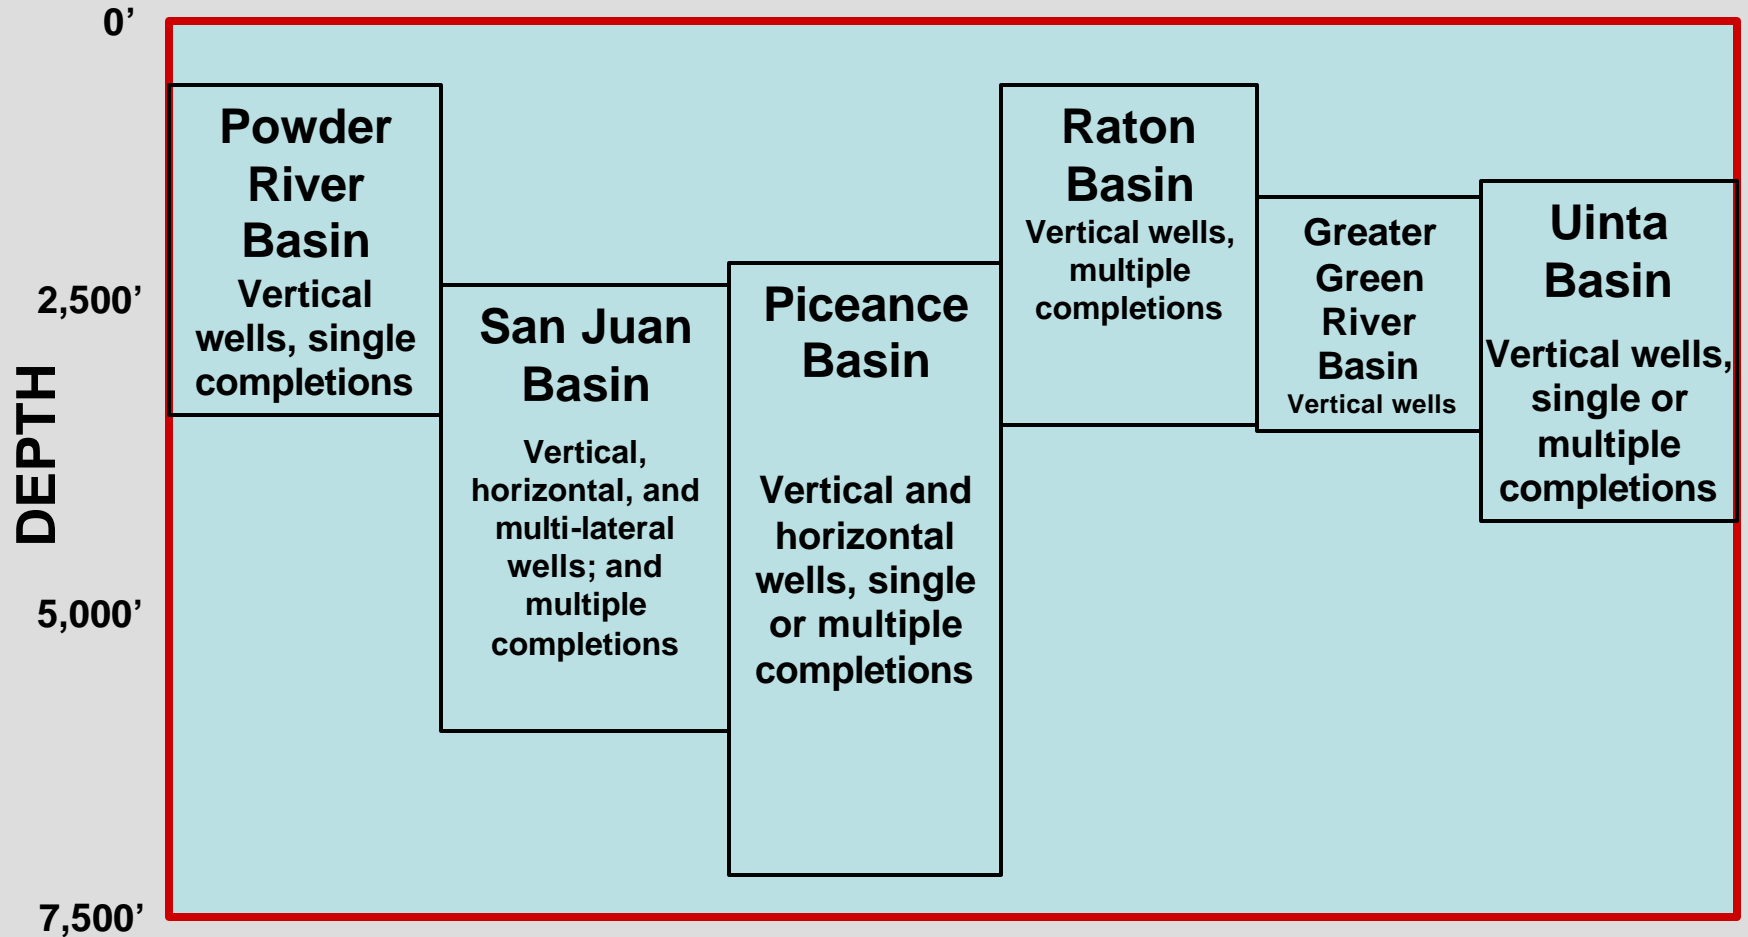 0’
2,500’
5,000’
7,500’
DEPTH
Powder
River
Basin
Vertical
wells, single
completions
San Juan
Basin
Vertical,
horizontal, and
multi-lateral
wells; and
multiple
completions
Piceance
Basin
Vertical and
horizontal
wells, single
or multiple
completions
Raton
Basin
Vertical wells,
multiple
completions
Greater
Green
River
Basin
Vertical wells
Uinta
Basin
Vertical wells,
single or
multiple
completions